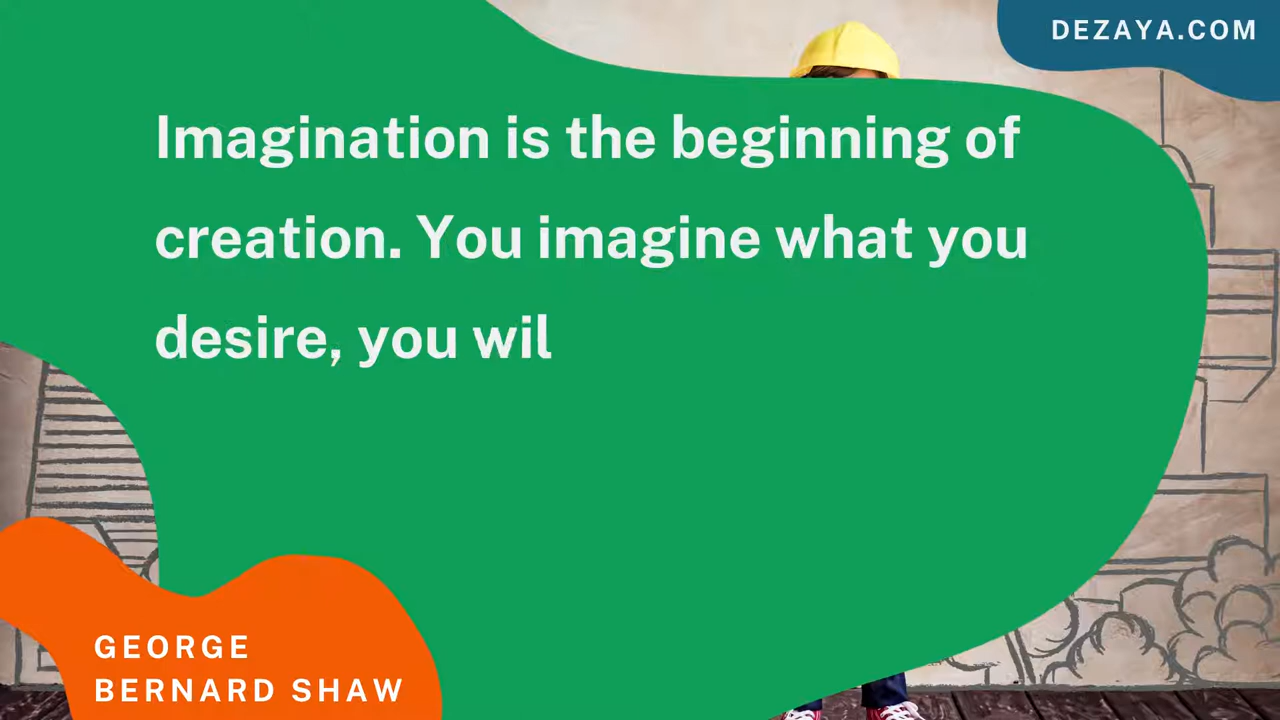 DEZAYA.COM
Imagination is the beginning of
creation. You imagine what you
desire, you wil
GEORGE
BERNARD SHAW